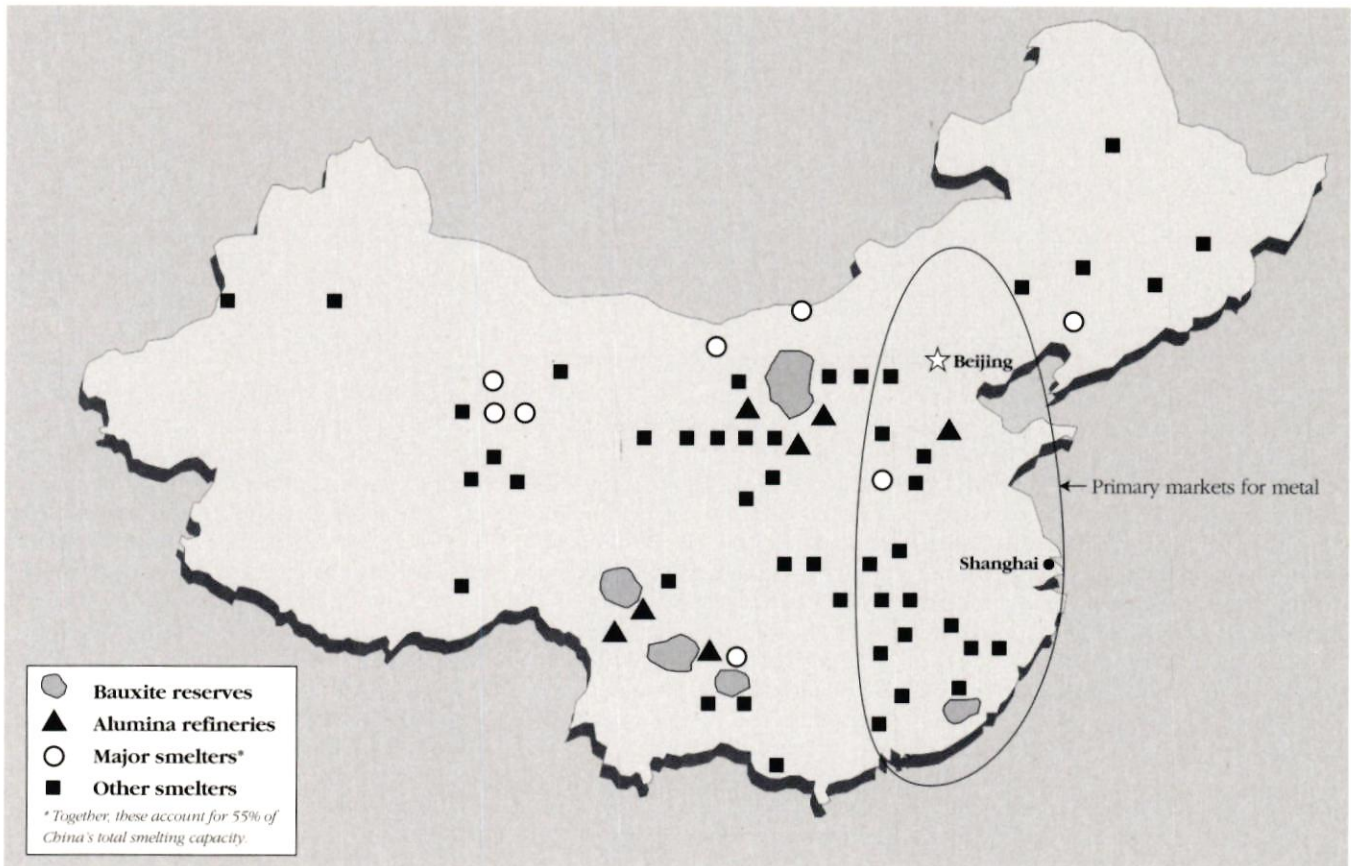 Beijing
Primary markets for metal
Shanghai
Bauxite reserves
Alumina refineries
Major smelters*
Other smelters
* Together, these account for 55% of
China's total smelting capacity.